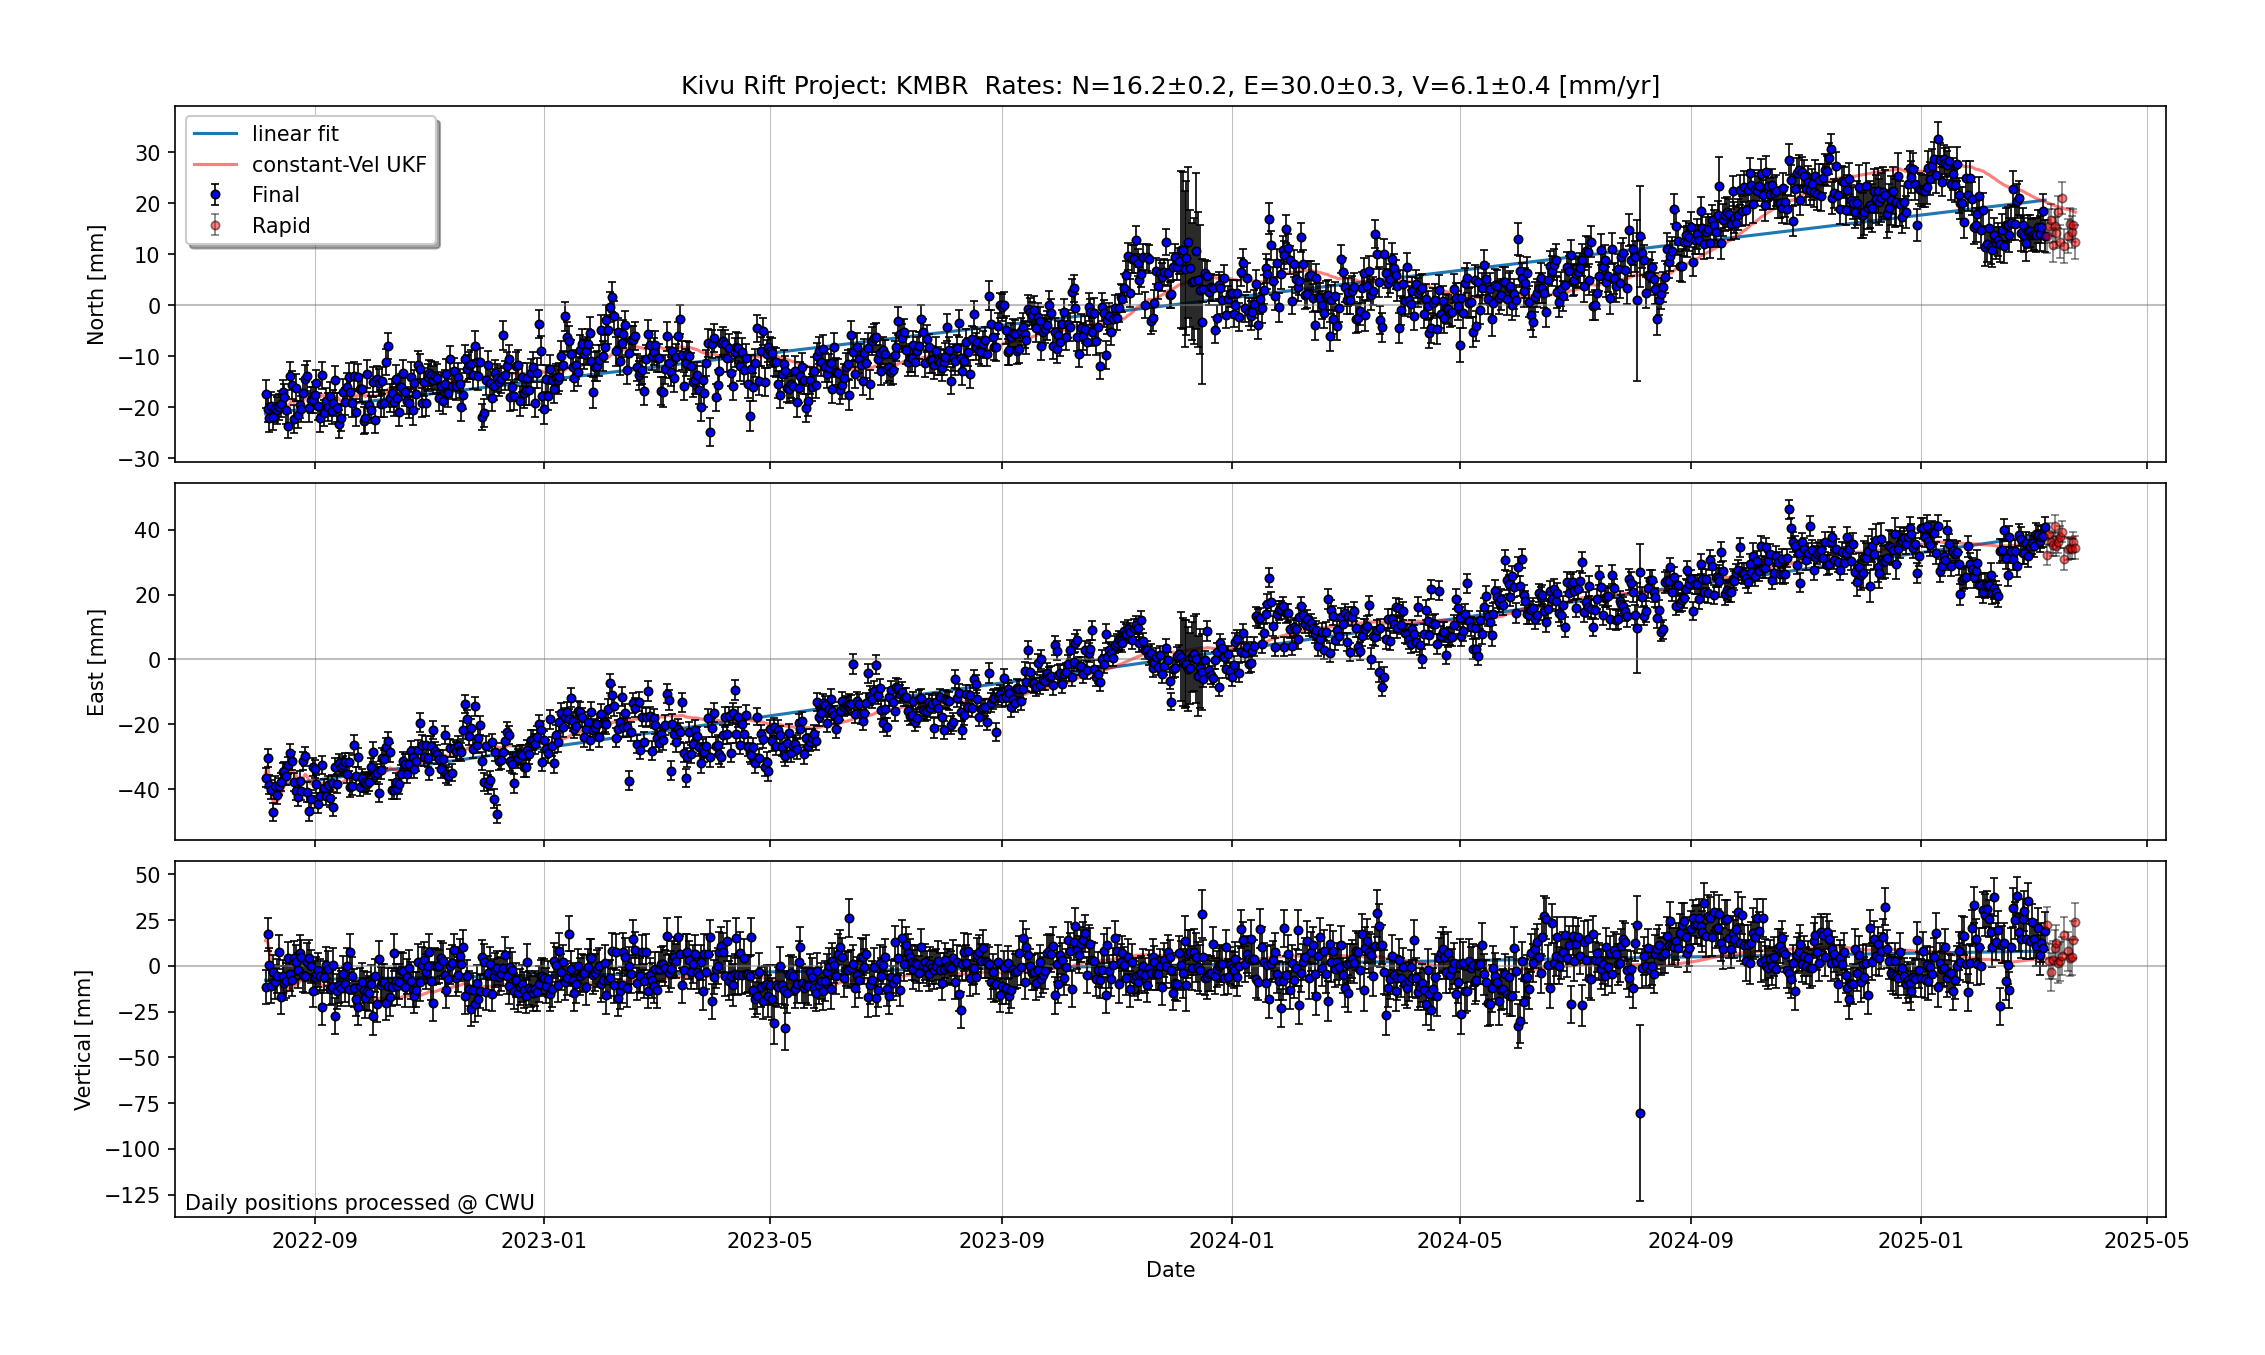 Kivu Rift Project: KMBR  Rates: N=16.2±0.2, E=30.0±0.3, V=6.1±0.4 [mm/yr]
linear fit
constant-Vel UKF
Final
Rapid
North [mm]
30
20
10
0
−10
−20
−30
East [mm]
40
20
0
−20
−40
Vertical [mm]
50
25
0
−25
−50
−75
−100
−125
Daily positions processed @ CWU
2022-09 2023-01 2023-05 2023-09 2024-01 2024-05 2024-09 2025-01 2025-05
Date